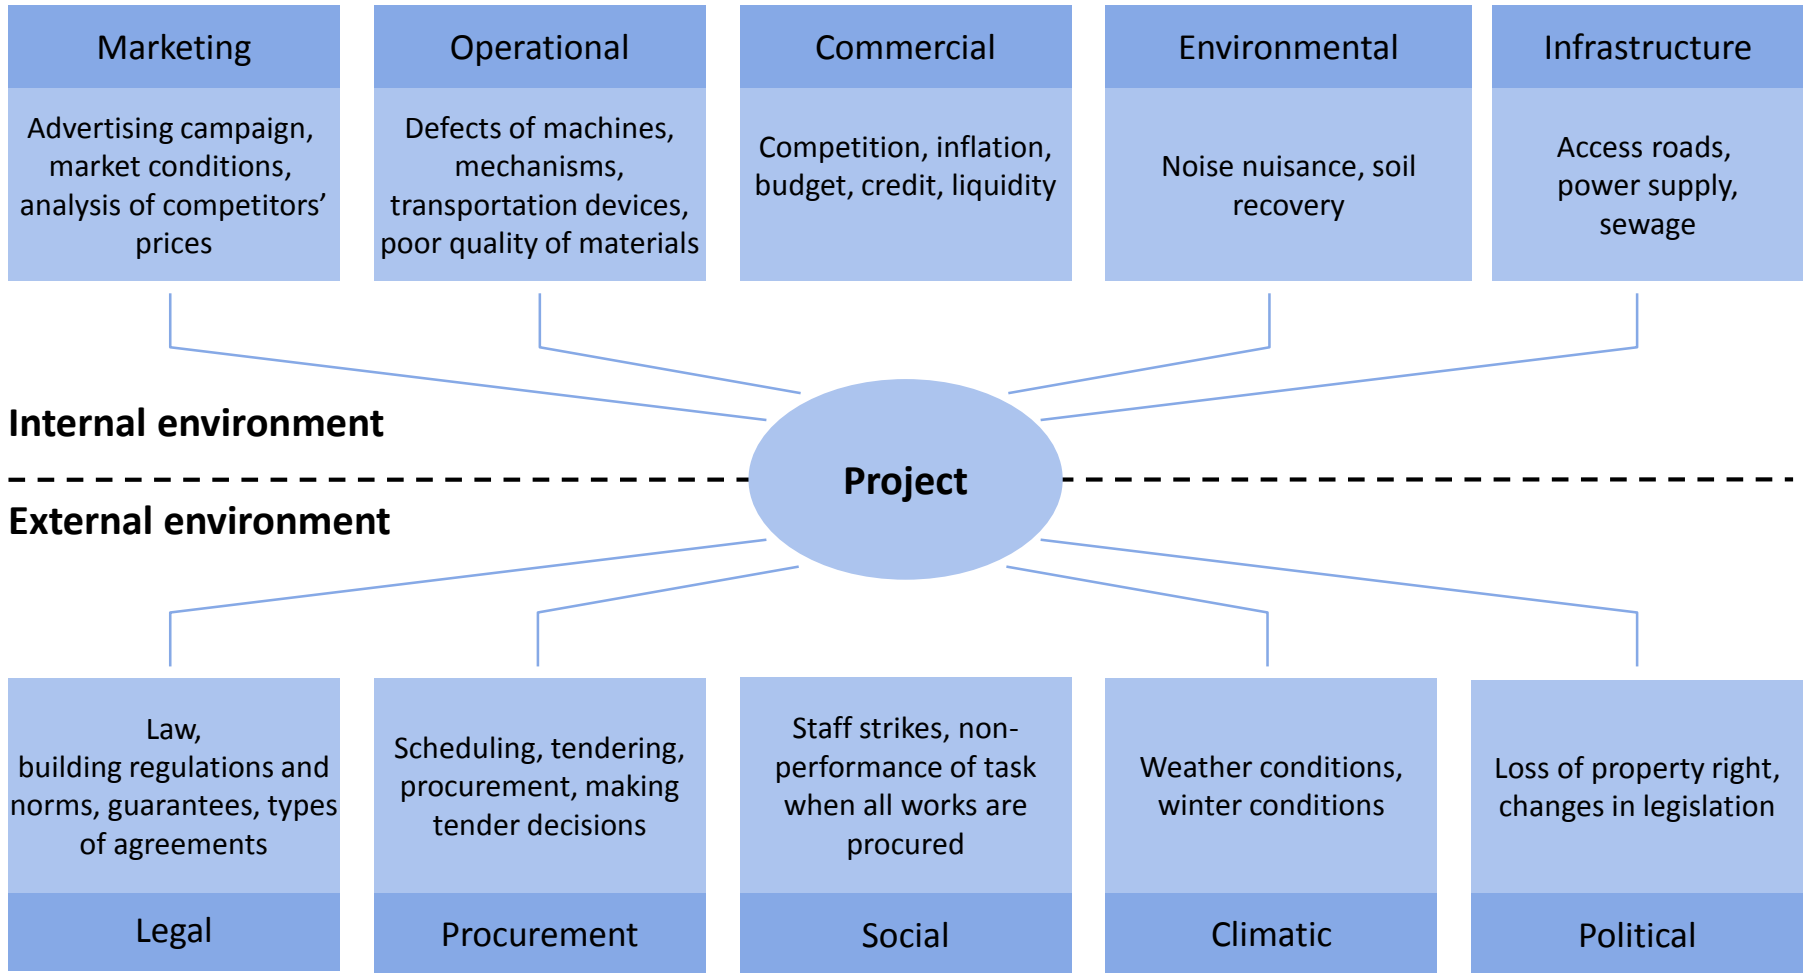 Marketing
Advertising campaign,
market conditions,
analysis of competitors’
prices
Operational
Defects of machines,
mechanisms,
transportation devices,
poor quality of materials
Commercial
Competition, inflation,
budget, credit, liquidity
Environmental
Noise nuisance, soil
recovery
Infrastructure
Access roads,
power supply,
sewage
Internal environment
Project
External environment
Law,
building regulations and
norms, guarantees, types
of agreements
Legal
Scheduling, tendering,
procurement, making
tender decisions
Procurement
Staff strikes, non-
performance of task
when all works are
procured
Social
Weather conditions,
winter conditions
Climatic
Loss of property right,
changes in legislation
Political